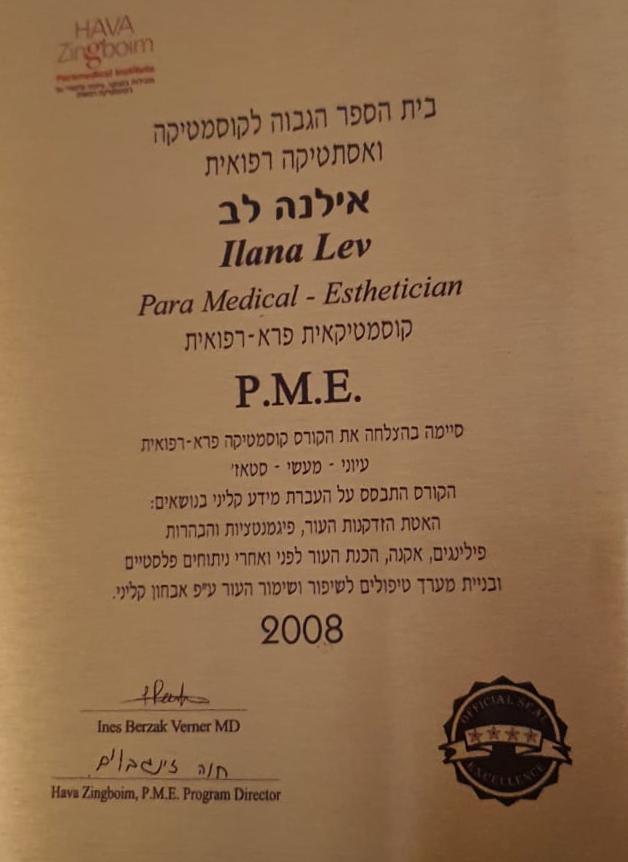 HAVA
Zingboim
Paramedical Institute
בית הספר הגבוה לקוסמטיקה
ואסתטיקה רפואית
אילנה לב
Ilana Lev
Para Medical - Esthetician
קוסמטיקאית פרא-רפואית
P.M.E.
סיימה בהצלחה את הקורס קוסמטיקה פרא-רפואית
עיוני - מעשי - סטאז'
הקורס התבסס על העברת מידע קליני בנושאים:
האטת הזדקנות העור, פיגמנטציות והבהרות
פילינגים, אקנה, הכנת העור לפני ואחרי ניתוחים פלסטיים
ובניית מערך טיפולים לשיפור ושימור העור ע"פ אבחון קליני.
2008
Ines Berzak Verner MD
חוה זינגבוים
Hava Zingboim, P.M.E. Program Director
OFFICIAL SEAL
EXCELLENCE